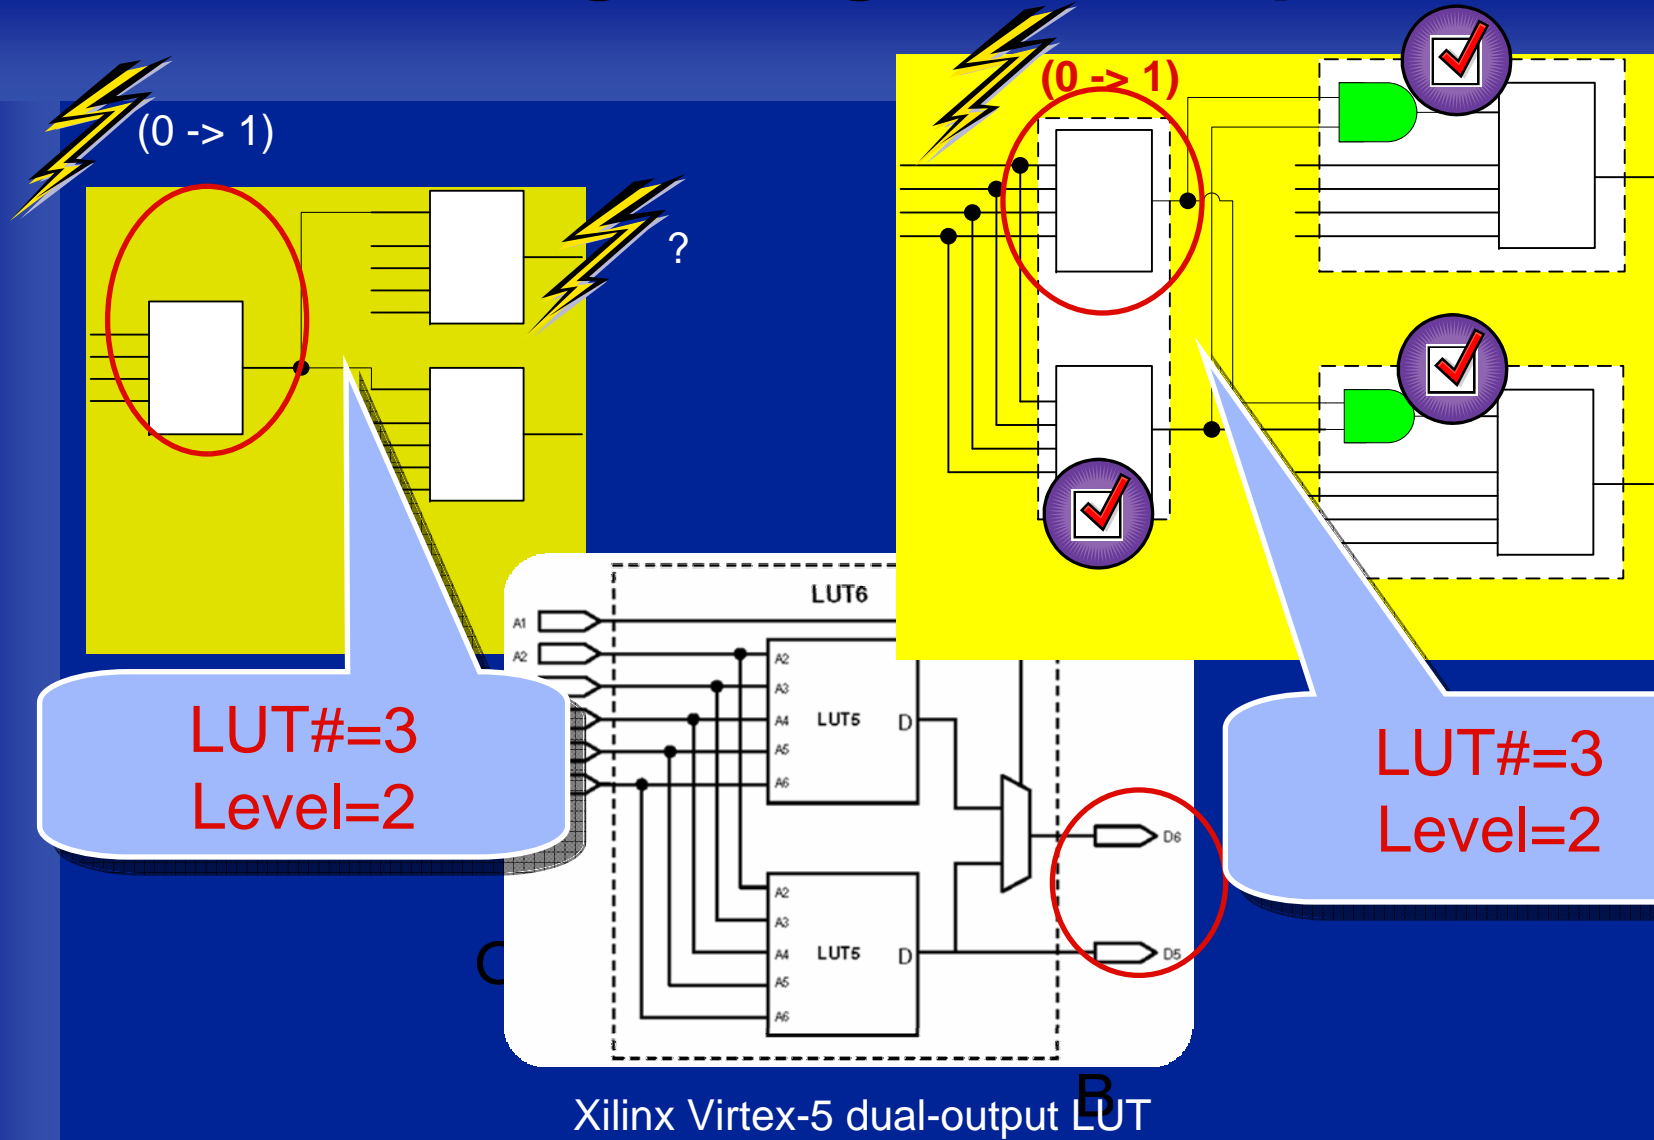 (0 -> 1)
(0 -> 1)
?
LUT#=3
Level=2
LUT#=3
Level=2
LUT6
A1
A2
A2
A3
A4
A5
A6
LUT5
D
D6
A2
A3
A4
A5
A6
LUT5
D
D5
C
B
Xilinx Virtex-5 dual-output LUT